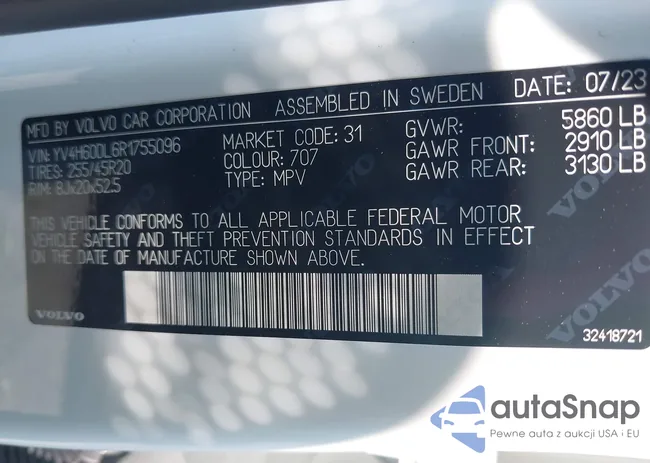 MFD BY VOLVO CAR CORPORATION ASSEMBLED IN SWEDEN DATE: 07/23
VIN: YV4H60DL6R1755096 MARKET CODE: 31 GVWR: 5860 LB
TIRES: 255/45R20 COLOUR: 707 GAWR FRONT: 2910 LB
RIM: 8Jx20x52.5 TYPE: MPV GAWR REAR: 3130 LB
THIS VEHICLE CONFORMS TO ALL APPLICABLE FEDERAL MOTOR
VEHICLE SAFETY AND THEFT PREVENTION STANDARDS IN EFFECT
ON THE DATE OF MANUFACTURE SHOWN ABOVE.
VOLVO
VOLVO
32418721
autaSnap
Pewne auta z aukcji USA i EU